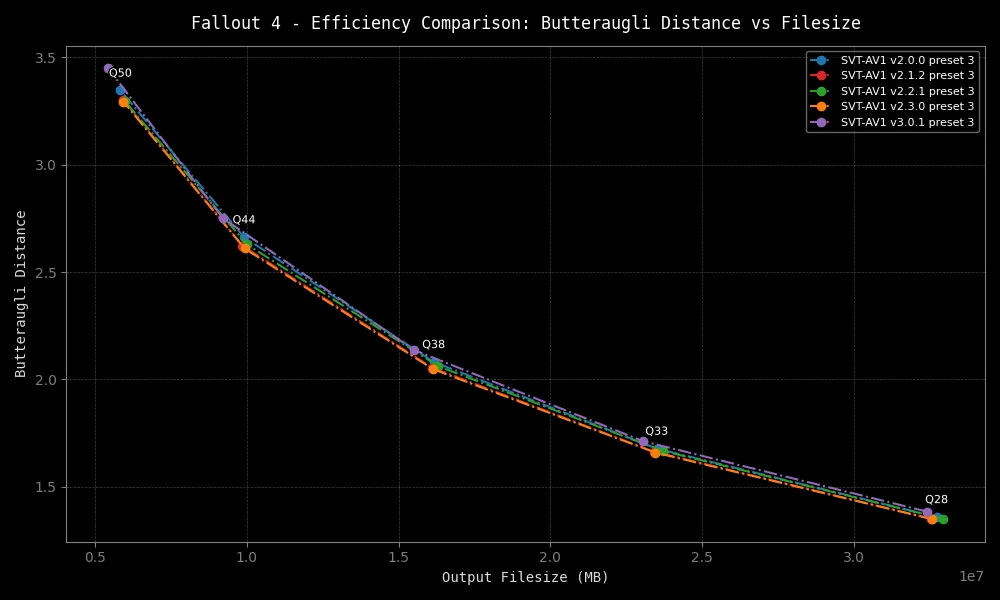 Fallout 4 - Efficiency Comparison: Butteraugli Distance vs Filesize
SVT-AV1 v2.0.0 preset 3
SVT-AV1 v2.1.2 preset 3
SVT-AV1 v2.2.1 preset 3
SVT-AV1 v2.3.0 preset 3
SVT-AV1 v3.0.1 preset 3
Butteraugli Distance
3.5
3.0
2.5
2.0
1.5
Q50
Q44
Q38
Q33
Q28
0.5 1.0 1.5 2.0 2.5 3.0
1e7
Output Filesize (MB)